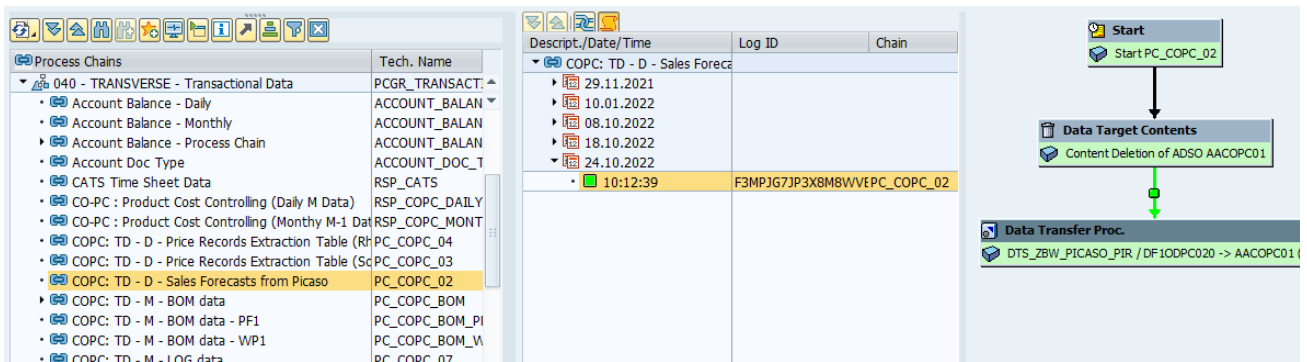 Process Chains Tech. Name
040 - TRANSVERSE - Transactional Data PCGR_TRANSACT
Account Balance - Daily ACCOUNT_BALAN
Account Balance - Monthly ACCOUNT_BALAN
Account Balance - Process Chain ACCOUNT_BALAN
Account Doc Type ACCOUNT_DOC_T
CATS Time Sheet Data RSP_CATS
CO-PC : Product Cost Controlling (Daily M Data) RSP_COPC_DAILY
CO-PC : Product Cost Controlling (Monthy M-1 Dat RSP_COPC_MONT
COPC: TD - D - Price Records Extraction Table (Rh PC_COPC_04
COPC: TD - D - Price Records Extraction Table (So PC_COPC_03
COPC: TD - D - Sales Forecasts from Picaso PC_COPC_02
COPC: TD - M - BOM data PC_COPC_BOM
COPC: TD - M - BOM data - PF1 PC_COPC_BOM_P
COPC: TD - M - BOM data - WP1 PC_COPC_BOM_W
COPC: TD - M - LOG data PC_COPC_07
Descript./Date/Time Log ID Chain
COPC: TD - D - Sales Foreca
29.11.2021
10.01.2022
08.10.2022
18.10.2022
24.10.2022
10:12:39 F3MPJG7JP3X8M8WVE PC_COPC_02
Start
Start PC_COPC_02
Data Target Contents
Content Deletion of ADSO AACOPC01
Data Transfer Proc.
DTS_ZBW_PICASO_PIR / DF1ODPC020 -> AACOPC01 (